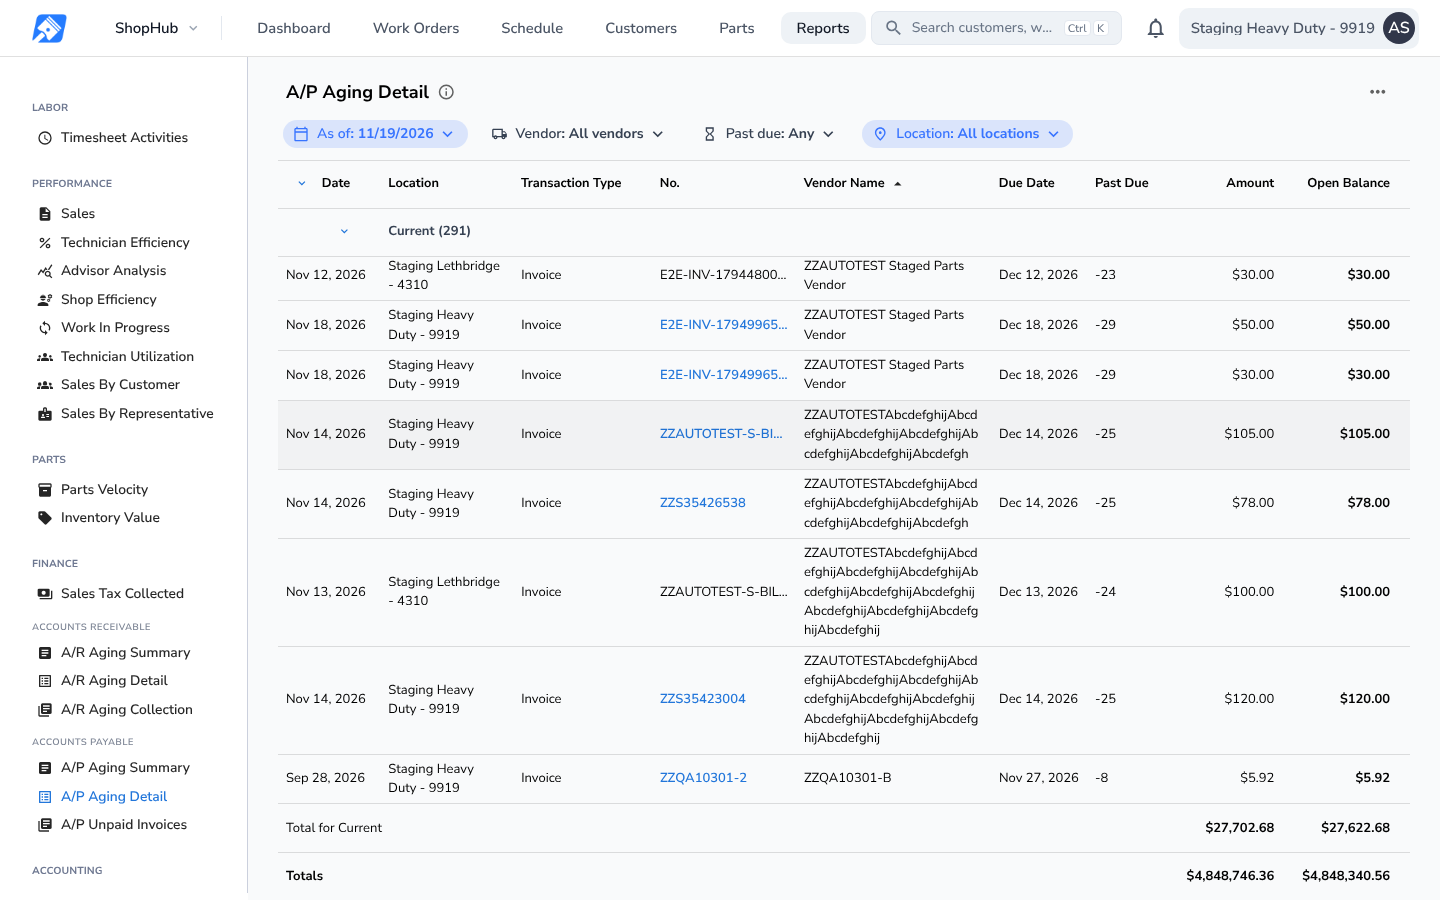 ShopHub
Dashboard
Work Orders
Schedule
Customers
Parts
Reports
Search customers, w...
Ctrl K
Staging Heavy Duty - 9919
AS
LABOR
Timesheet Activities
PERFORMANCE
Sales
Technician Efficiency
Advisor Analysis
Shop Efficiency
Work In Progress
Technician Utilization
Sales By Customer
Sales By Representative
PARTS
Parts Velocity
Inventory Value
FINANCE
Sales Tax Collected
ACCOUNTS RECEIVABLE
A/R Aging Summary
A/R Aging Detail
A/R Aging Collection
ACCOUNTS PAYABLE
A/P Aging Summary
A/P Aging Detail
A/P Unpaid Invoices
ACCOUNTING
A/P Aging Detail
As of: 11/19/2026
Vendor: All vendors
Past due: Any
Location: All locations
Date Location Transaction Type No. Vendor Name Due Date Past Due Amount Open Balance
Current (291)
Nov 12, 2026
Staging Lethbridge
- 4310
Invoice
E2E-INV-17944800...
ZZAUTOTEST Staged Parts
Vendor
Dec 12, 2026
-23
$30.00
$30.00
Nov 18, 2026
Staging Heavy
Duty - 9919
Invoice
E2E-INV-17949965...
ZZAUTOTEST Staged Parts
Vendor
Dec 18, 2026
-29
$50.00
$50.00
Nov 18, 2026
Staging Heavy
Duty - 9919
Invoice
E2E-INV-17949965...
ZZAUTOTEST Staged Parts
Vendor
Dec 18, 2026
-29
$30.00
$30.00
Nov 14, 2026
Staging Heavy
Duty - 9919
Invoice
ZZAUTOTEST-S-BI...
ZZAUTOTESTAbcdefghijAbcd
efghijAbcdefghijAbcdefghijAb
cdefghijAbcdefghijAbcdefgh
Dec 14, 2026
-25
$105.00
$105.00
Nov 14, 2026
Staging Heavy
Duty - 9919
Invoice
ZZS35426538
ZZAUTOTESTAbcdefghijAbcd
efghijAbcdefghijAbcdefghijAb
cdefghijAbcdefghijAbcdefgh
Dec 14, 2026
-25
$78.00
$78.00
Nov 13, 2026
Staging Lethbridge
- 4310
Invoice
ZZAUTOTEST-S-BIL...
ZZAUTOTESTAbcdefghijAbcd
efghijAbcdefghijAbcdefghijAb
cdefghijAbcdefghijAbcdefghij
AbcdefghijAbcdefghijAbcdefg
hijAbcdefghij
Dec 13, 2026
-24
$100.00
$100.00
Nov 14, 2026
Staging Heavy
Duty - 9919
Invoice
ZZS35423004
ZZAUTOTESTAbcdefghijAbcd
efghijAbcdefghijAbcdefghijAb
cdefghijAbcdefghijAbcdefghij
AbcdefghijAbcdefghijAbcdefg
hijAbcdefghij
Dec 14, 2026
-25
$120.00
$120.00
Sep 28, 2026
Staging Heavy
Duty - 9919
Invoice
ZZQA10301-2
ZZQA10301-B
Nov 27, 2026
-8
$5.92
$5.92
Total for Current $27,702.68 $27,622.68
Totals $4,848,746.36 $4,848,340.56